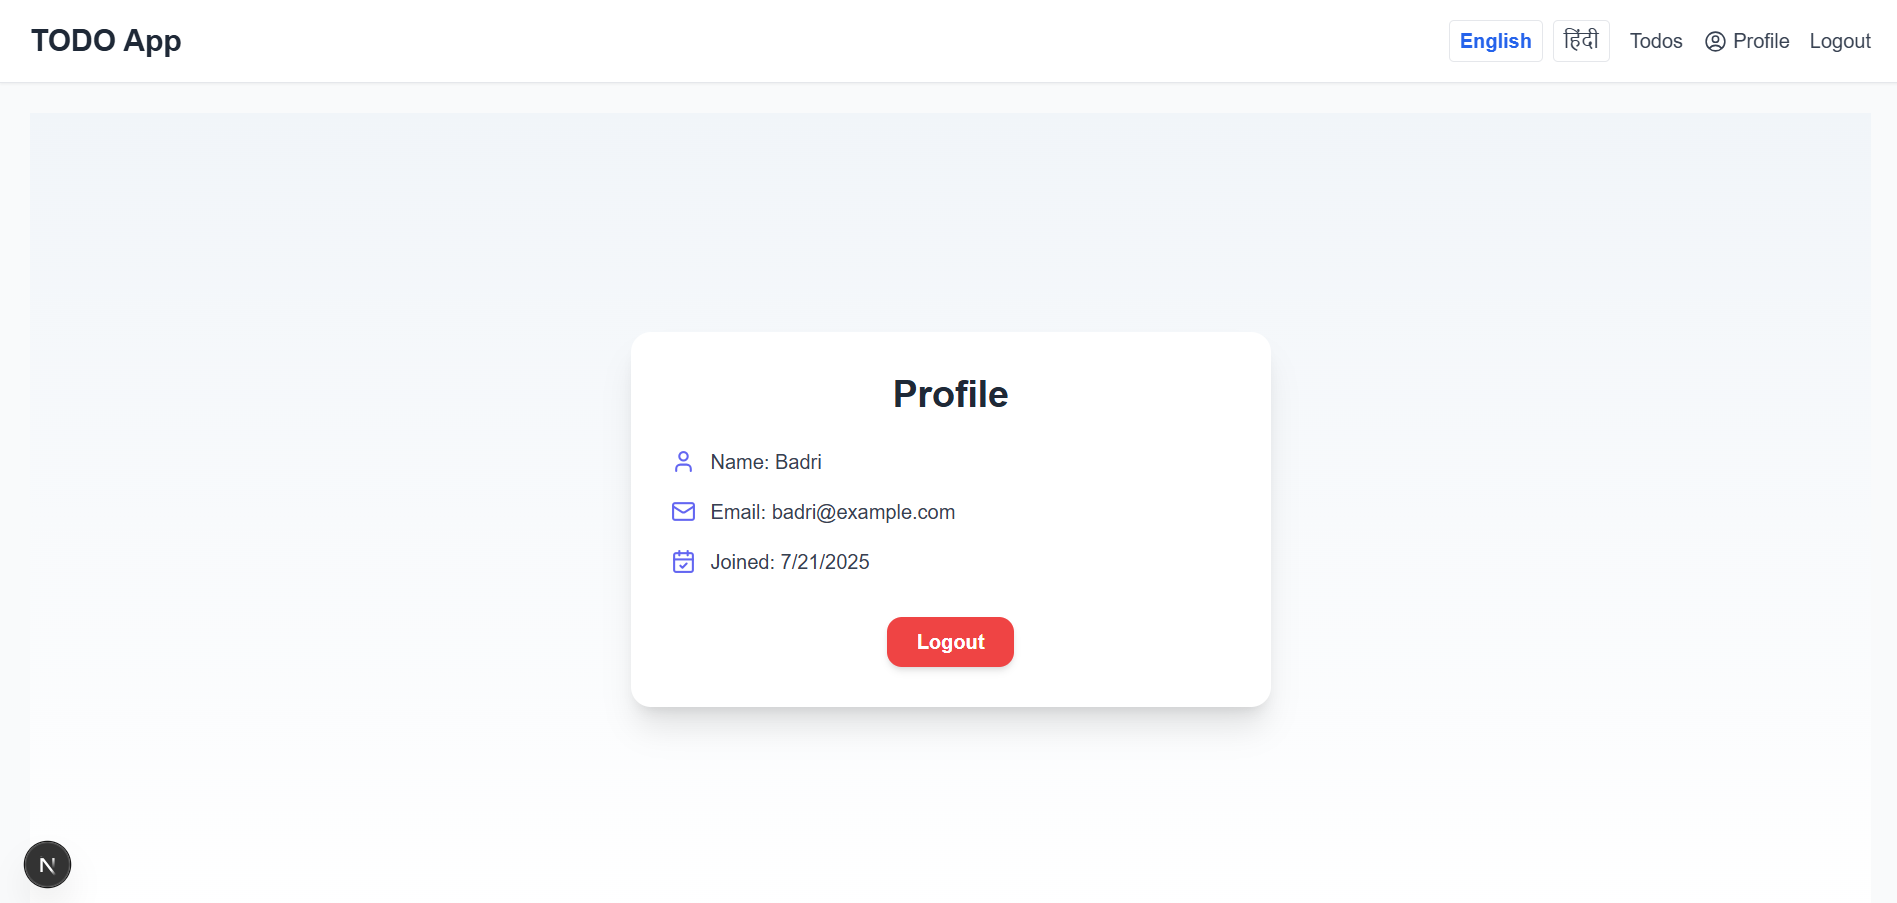 TODO App
English हिंदी Todos Profile Logout
Profile
Name: Badri
Email: badri@example.com
Joined: 7/21/2025
Logout
N